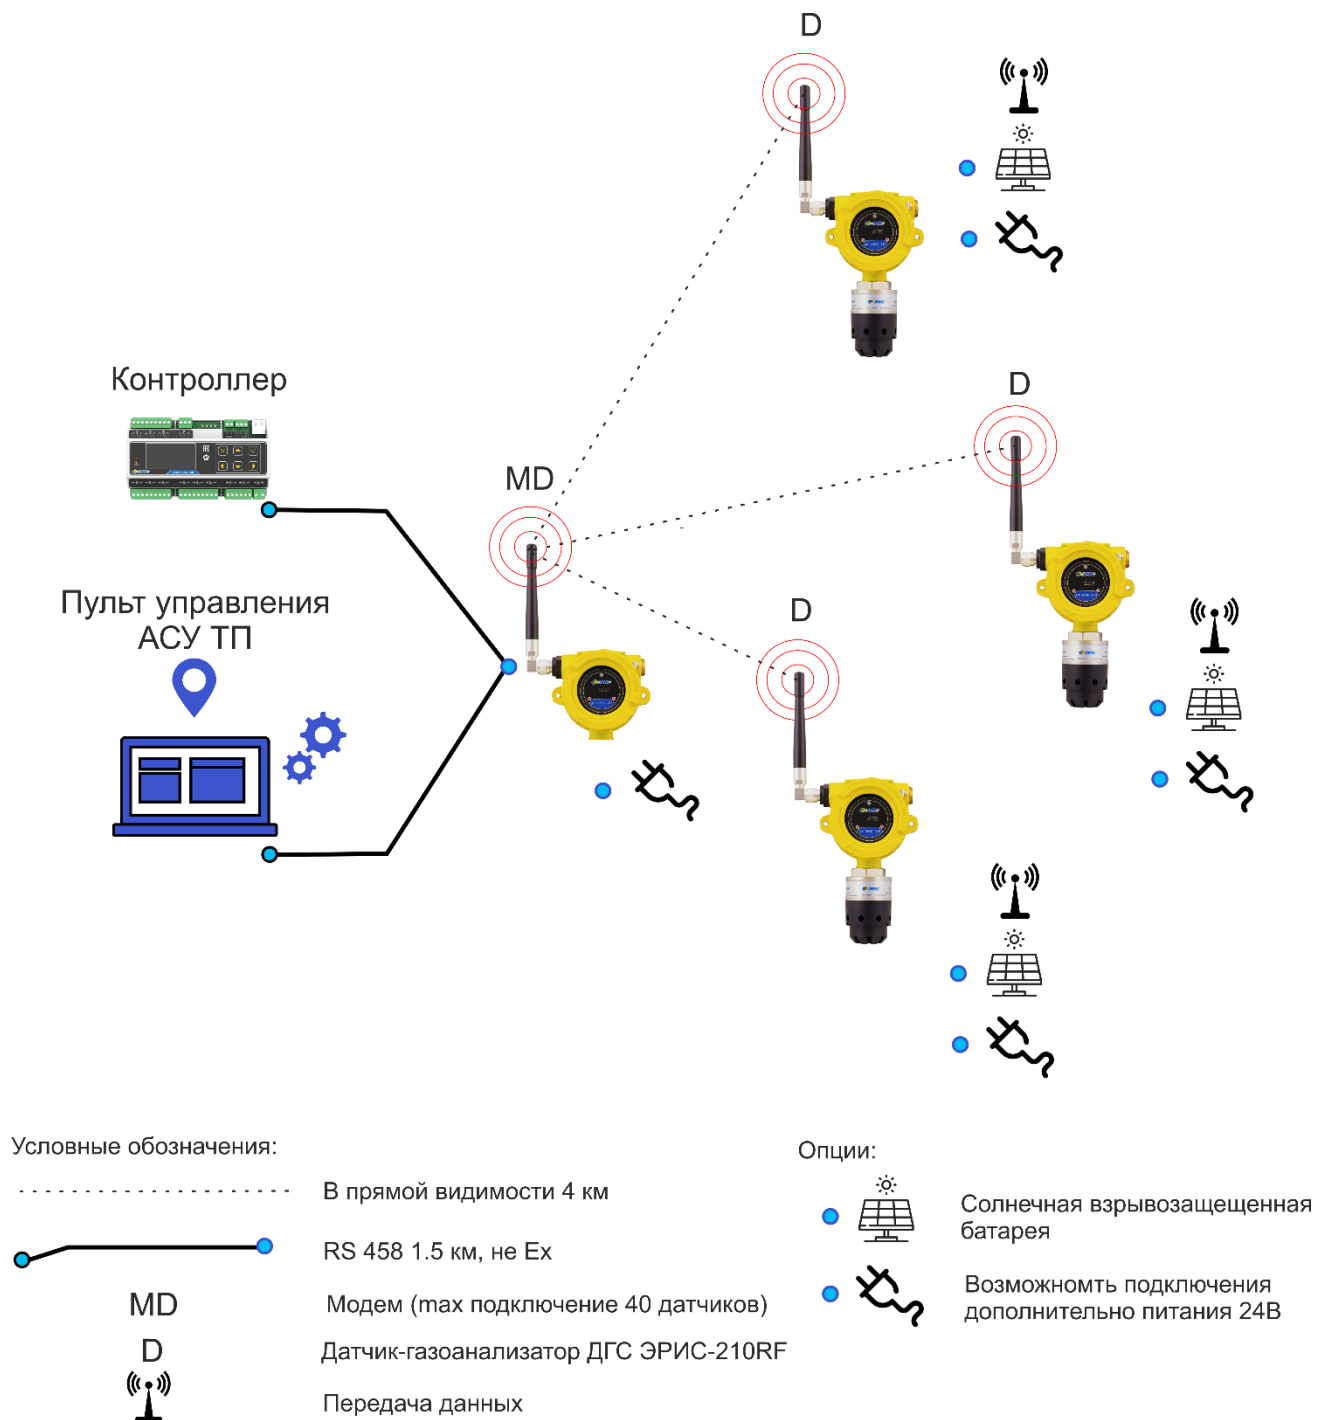 D
Контроллер
D
MD
Пульт управления
АСУ ТП
D
Условные обозначения:
В прямой видимости 4 км
RS 458 1.5 км, не Ex
MD
Модем (max подключение 40 датчиков)
D
Датчик-газоанализатор ДГС ЭРИС-210RF
Передача данных
Опции:
Солнечная взрывозащещенная
батарея
Возможномть подключения
дополнительно питания 24В